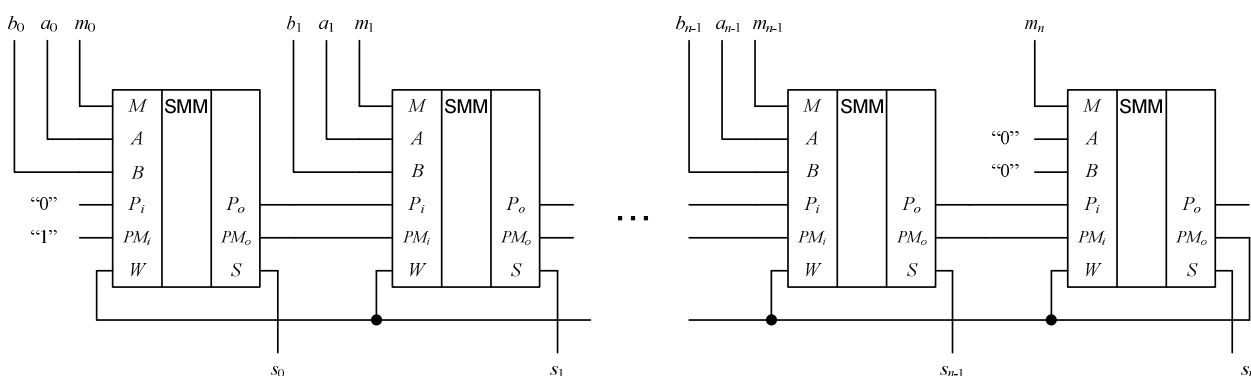 b0 a0 m0 b1 a1 m1 bn-1 an-1 mn-1 mn
M SMM M SMM M SMM M SMM
A A A “0” A
B B B “0” B
“0” Pi Po Pi Po ... Pi Po Pi Po
“1” PMi PMo PMi PMo PMi PMo PMi PMo
W S W S W S W S
s0 s1 sn-1